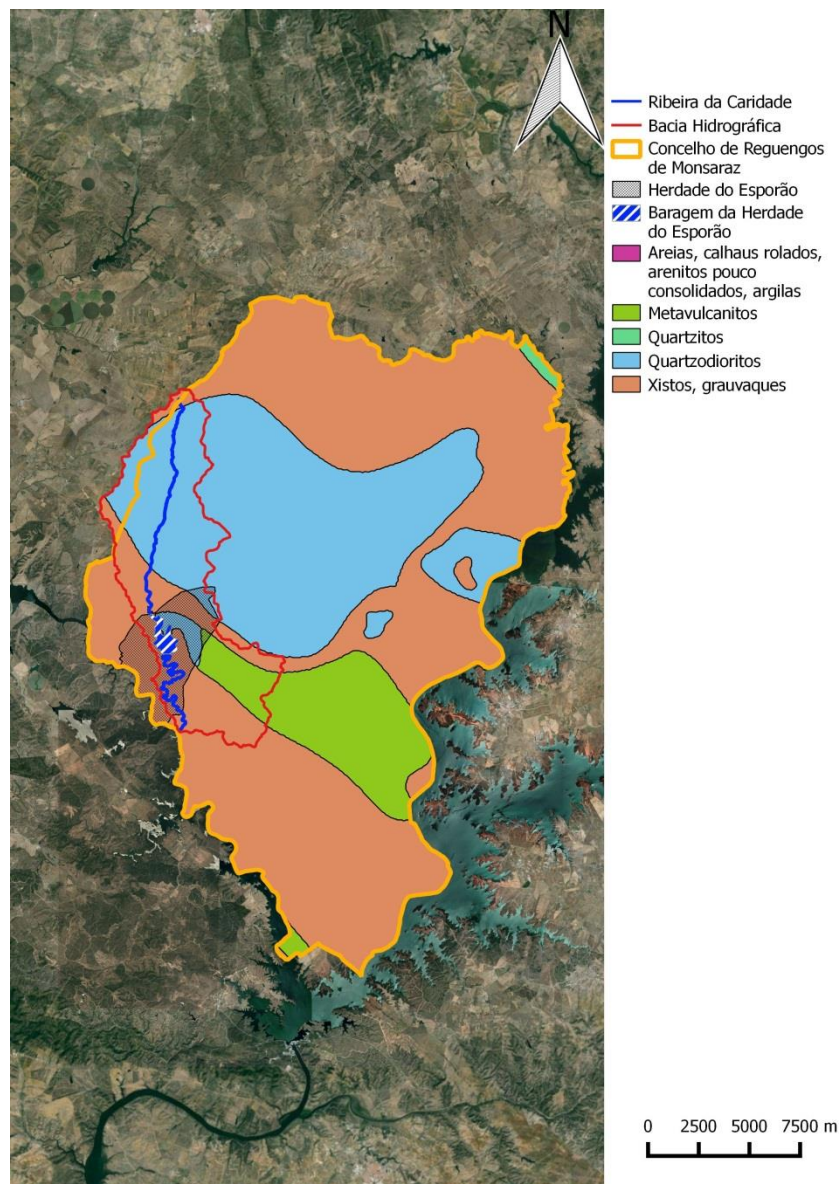 N
Ribeira da Caridade
Bacia Hidrográfica
Concelho de Reguengos
de Monsaraz
Herdade do Esporão
Baragem da Herdade
do Esporão
Areias, calhaus rolados,
arenitos pouco
consolidados, argilas
Metavulcanitos
Quartzitos
Quartzodioritos
Xistos, grauvaques
0 2500 5000 7500 m